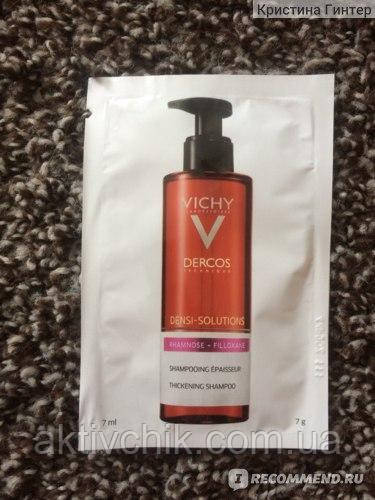 Кристина Гинтер
VICHY
LABORATOIRES
DERCOS
TECHNIQUE
DENSI-SOLUTIONS
RHAMNOSE + FILLOXANE
SHAMPOOING ÉPAISSEUR
THICKENING SHAMPOO
7 ml
7 g
aktivchik.com.ua
IRECOMMEND.RU